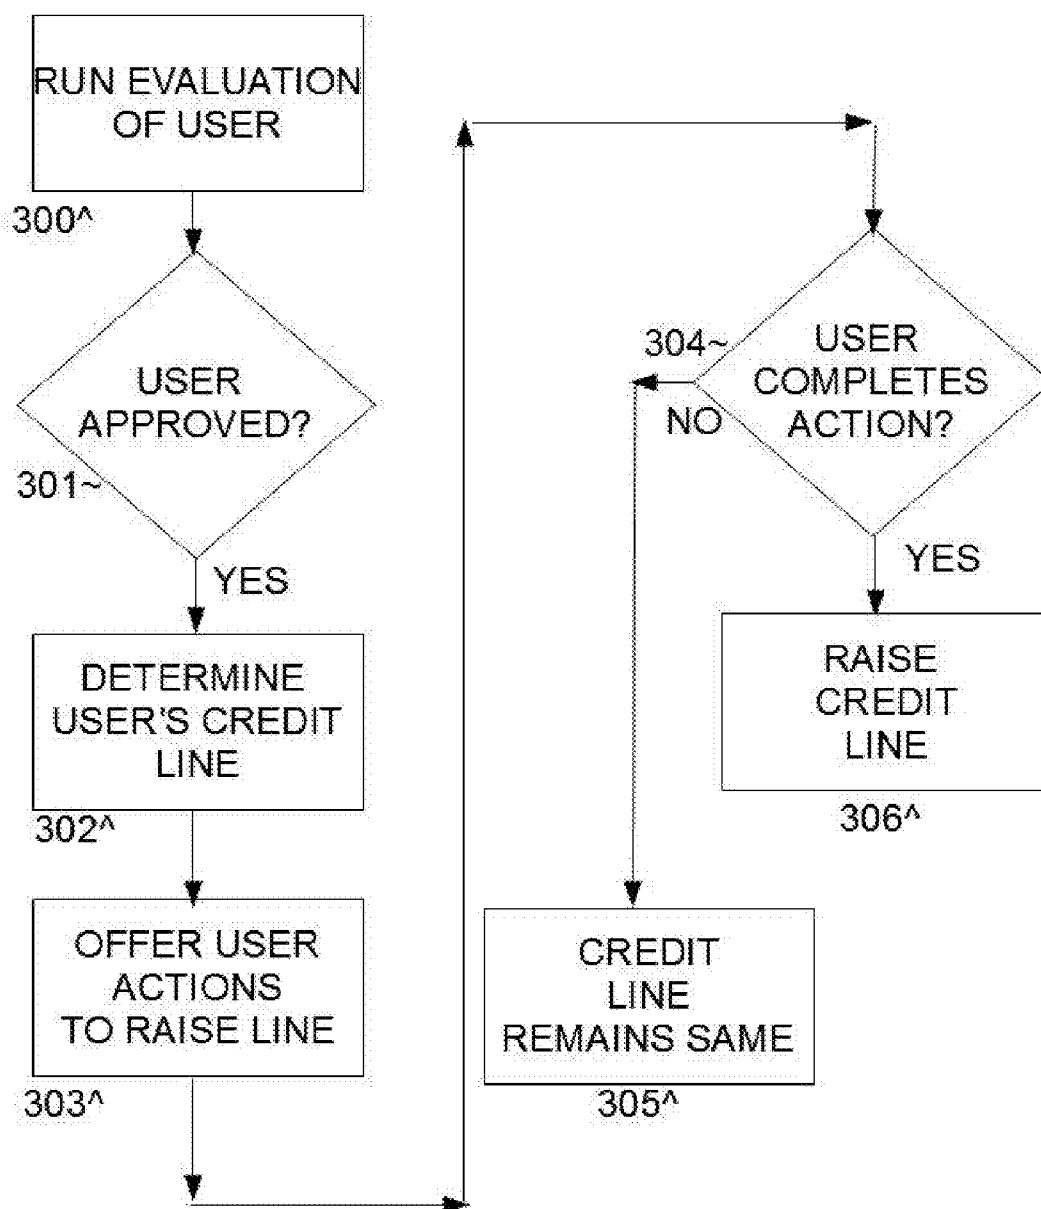 RUN EVALUATION
OF USER
300^
USER
APPROVED?
301~
YES
DETERMINE
USER'S CREDIT
LINE
302^
OFFER USER
ACTIONS
TO RAISE LINE
303^
304~
USER
COMPLETES
ACTION?
NO
YES
RAISE
CREDIT
LINE
306^
CREDIT
LINE
REMAINS SAME
305^